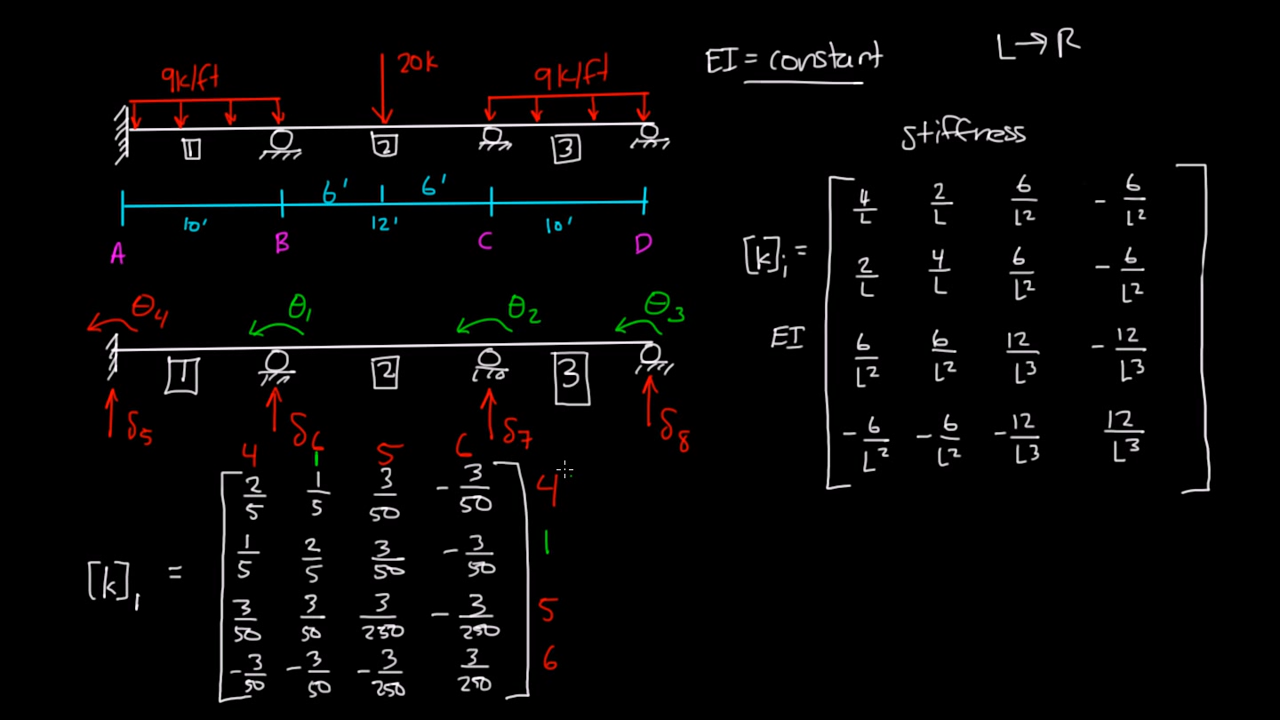 9k/ft 20k 9k/ft
1 2 3
6' 6'
10' 12' 10'
A B C D
θ4 θ1 θ2 θ3
1 2 3
δ5 δ6 δ7 δ8
EI = constant L → R
stiffness
[k]i = EI
4/L 2/L 6/L² -6/L²
2/L 4/L 6/L² -6/L²
6/L² 6/L² 12/L³ -12/L³
-6/L² -6/L² -12/L³ 12/L³
4 1 5 6
[k]1 =
2/5 1/5 3/50 -3/50 4
1/5 2/5 3/50 -3/50 1
3/50 3/50 3/250 -3/250 5
-3/50 -3/50 -3/250 3/250 6